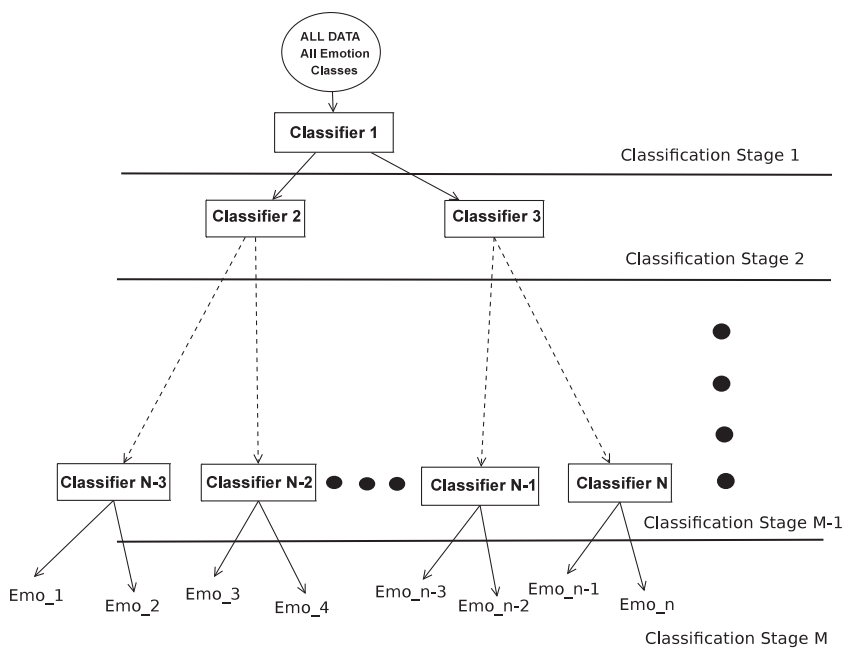 ALL DATA
All Emotion
Classes
Classifier 1
Classification Stage 1
Classifier 2
Classifier 3
Classification Stage 2
Classifier N-3
Classifier N-2
Classifier N-1
Classifier N
Classification Stage M-1
Emo_1
Emo_2
Emo_3
Emo_4
Emo_n-3
Emo_n-2
Emo_n-1
Emo_n
Classification Stage M